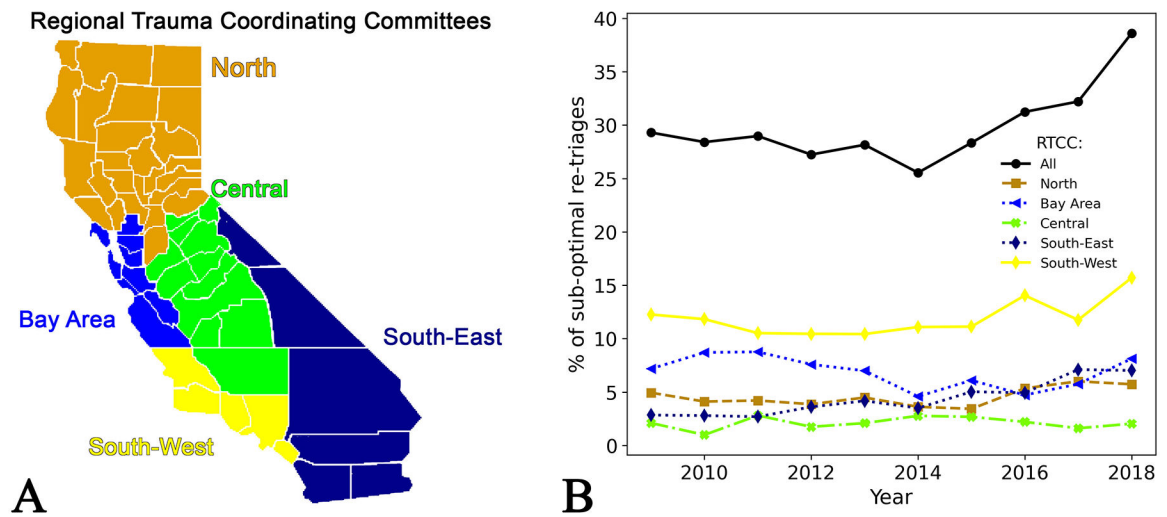 Regional Trauma Coordinating Committees
North
Central
Bay Area
South-East
South-West
A
% of sub-optimal re-triages
40
35
30
25
20
15
10
5
0
RTCC:
All
North
Bay Area
Central
South-East
South-West
2010 2012 2014 2016 2018
Year
B